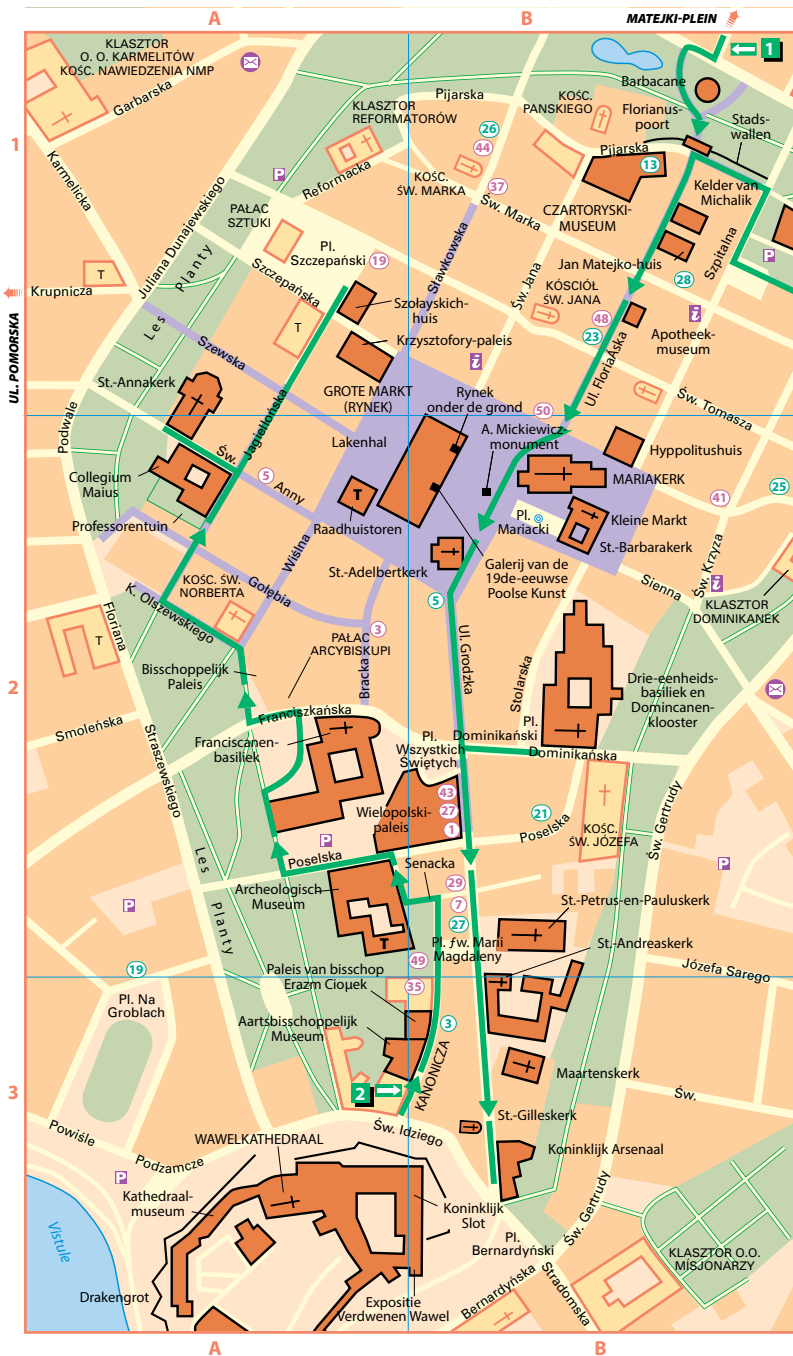 A
B
MATEJKI-PLEIN
1
KLASZTOR
O. O. KARMELITÓW
KOŚC. NAWIEDZENIA NMP
Garbarska
Barbacane
Pijarska
KOŚC.
PANSKIEGO
Florianus-
poort
Stads-
wallen
KLASZTOR
REFORMATORÓW
26
44
1
Pijarska
13
Karmelicka
P
Reformacka
KOŚC.
ŚW. MARKA
37
Św. Marka
Kelder van
Michalik
CZARTORYSKI-
MUSEUM
PAŁAC
SZTUKI
Pl.
Szczepański
19
Sławkowska
Szpitalna
P
Juliana Dunajewskiego
Les Planty
Szczepańska
Św. Jana
Jan Matejko-huis
28
T
Krupnicza
UL. POMORSKA
Szołayskich-
huis
KÓSCIÓŁ
ŚW. JANA
48
23
i
T
Krzysztofory-paleis
Apotheek-
museum
Szewska
i
Ul. FloriaÁska
St.-Annakerk
GROTE MARKT
(RYNEK)
Rynek
onder de grond
50
Św. Tomasza
Podwale
Jagiellońska
Lakenhal
A. Mickiewicz-
monument
Hyppolitushuis
Collegium
Maius
Św. Anny
5
MARIAKERK
41
25
T
Professorentuin
Raadhuistoren
Pl.
Mariacki
Kleine Markt
St.-Barbarakerk
Wiślna
St.-Adelbertkerk
Galerij van de
19de-eeuwse
Poolse Kunst
Św. Krzyza
KOŚC. ŚW.
NORBERTA
Gołębia
Sienna
i
K. Olszewskiego
5
KLASZTOR
DOMINIKANEK
Floriana
T
3
PAŁAC
ARCYBISKUPI
Ul. Grodzka
2
Bisschoppelijk
Paleis
Bracka
Stolarska
Drie-eenheids-
basiliek en
Domincanen-
klooster
Franciszkańska
Smoleńska
Straszewskiego
Franciscanen-
basiliek
Pl.
Wszystkich
Świętych
Pl.
Dominikański
Dominikańska
43
27
1
Wielopolski-
paleis
21
Poselska
KOŚC.
ŚW. JÓZEFA
Św. Gertrudy
Les Planty
P
Poselska
Senacka
P
Archeologisch
Museum
29
7
27
St.-Petrus-en-Pauluskerk
P
T
Pl. ƒw. Marii
Magdaleny
St.-Andreaskerk
49
19
Paleis van bisschop
Erazm Cioµek
35
Józefa Sarego
Pl. Na
Groblach
Aartsbisschoppelijk
Museum
3
KANONICZA
Maartenskerk
3
2
Św.
St.-Gilleskerk
Św. Idziego
Powiśle
WAWELKATHEDRAAL
Podzamcze
Koninklijk Arsenaal
P
Kathedraal-
museum
Koninklijk
Slot
Św. Gertrudy
Pl.
Bernardyński
Vistule
KLASZTOR O.O.
MISJONARZY
Drakengrot
Expositie
Verdwenen Wawel
Bernardyńska
Stradomska
A
B